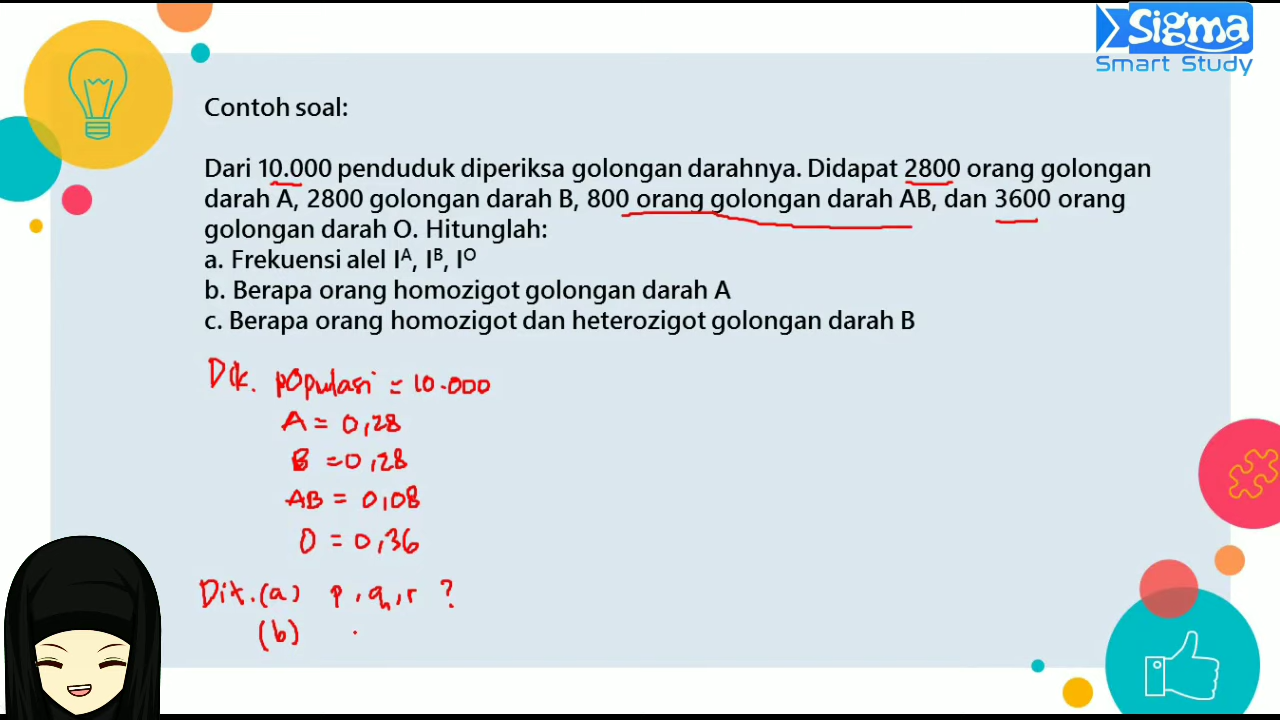 Sigma
Smart Study
Contoh soal:
Dari 10.000 penduduk diperiksa golongan darahnya. Didapat 2800 orang golongan
darah A, 2800 golongan darah B, 800 orang golongan darah AB, dan 3600 orang
golongan darah O. Hitunglah:
a. Frekuensi alel Iᴬ, Iᴮ, Iᴼ
b. Berapa orang homozigot golongan darah A
c. Berapa orang homozigot dan heterozigot golongan darah B
Dik. populasi = 10.000
A = 0,28
B = 0,28
AB = 0,08
O = 0,36
Dit. (a) p, q, r ?
(b)